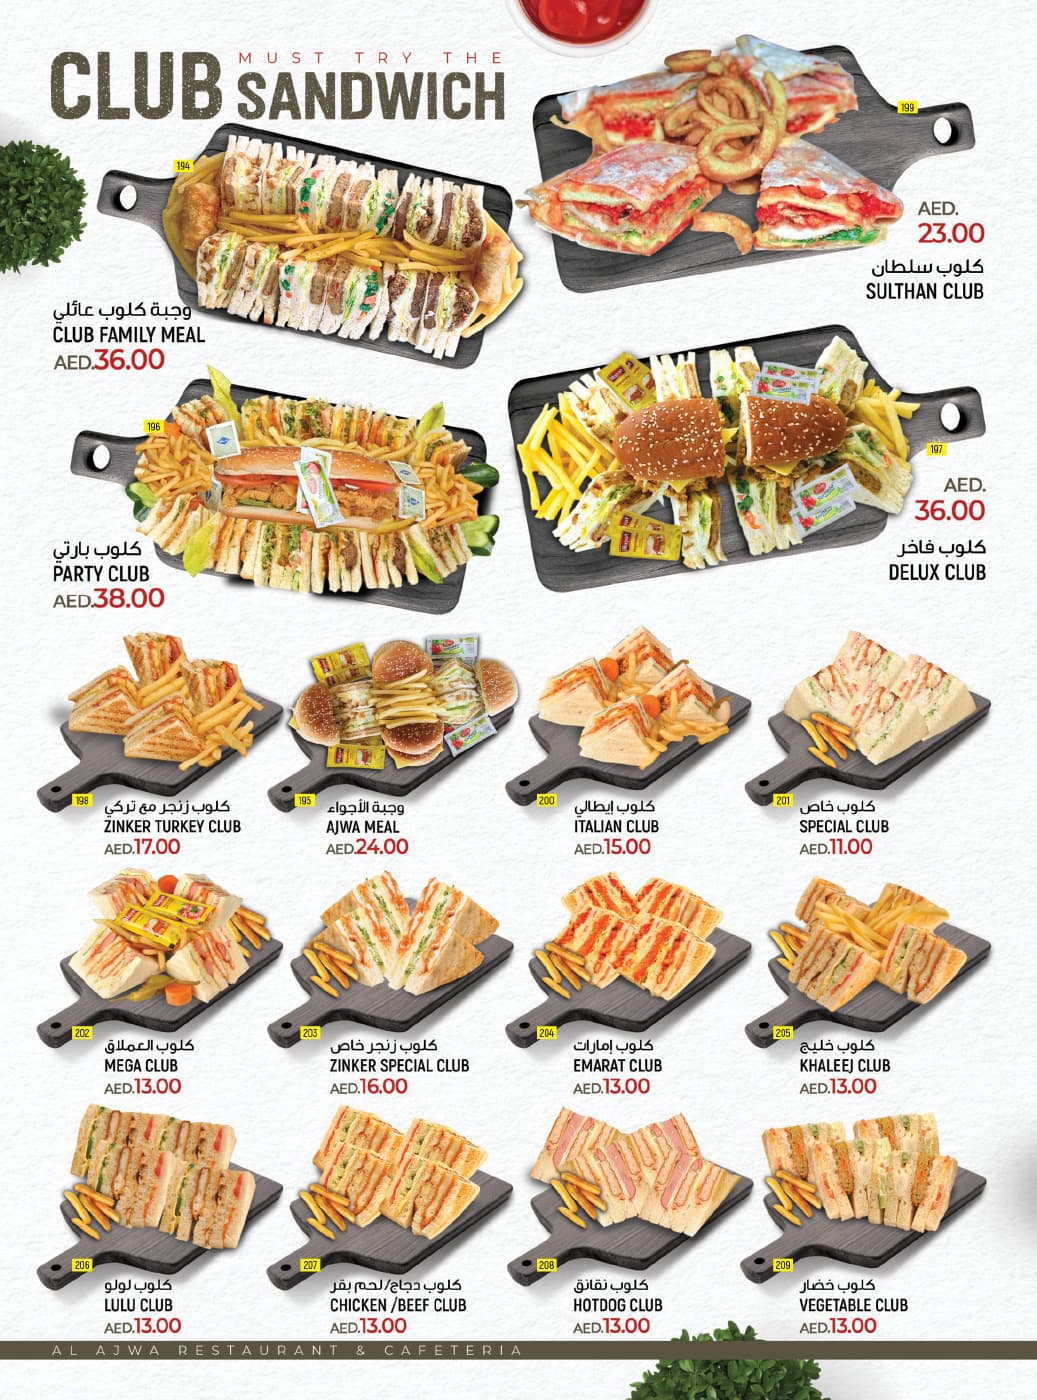 MUST TRY THE
CLUB SANDWICH
194
وجبة كلوب عائلي
CLUB FAMILY MEAL
AED.36.00
199
AED.
23.00
كلوب سلطان
SULTHAN CLUB
196
كلوب بارتي
PARTY CLUB
AED.38.00
197
AED.
36.00
كلوب فاخر
DELUX CLUB
198
كلوب زنجر مع تركي
ZINKER TURKEY CLUB
AED.17.00
195
وجبة الأجواء
AJWA MEAL
AED.24.00
200
كلوب إيطالي
ITALIAN CLUB
AED.15.00
201
كلوب خاص
SPECIAL CLUB
AED.11.00
202
كلوب العملاق
MEGA CLUB
AED.13.00
203
كلوب زنجر خاص
ZINKER SPECIAL CLUB
AED.16.00
204
كلوب إمارات
EMARAT CLUB
AED.13.00
205
كلوب خليج
KHALEEJ CLUB
AED.13.00
206
كلوب لولو
LULU CLUB
AED.13.00
207
كلوب دجاج/لحم بقر
CHICKEN /BEEF CLUB
AED.13.00
208
كلوب نقانق
HOTDOG CLUB
AED.13.00
209
كلوب خضار
VEGETABLE CLUB
AED.13.00
AL AJWA RESTAURANT & CAFETERIA